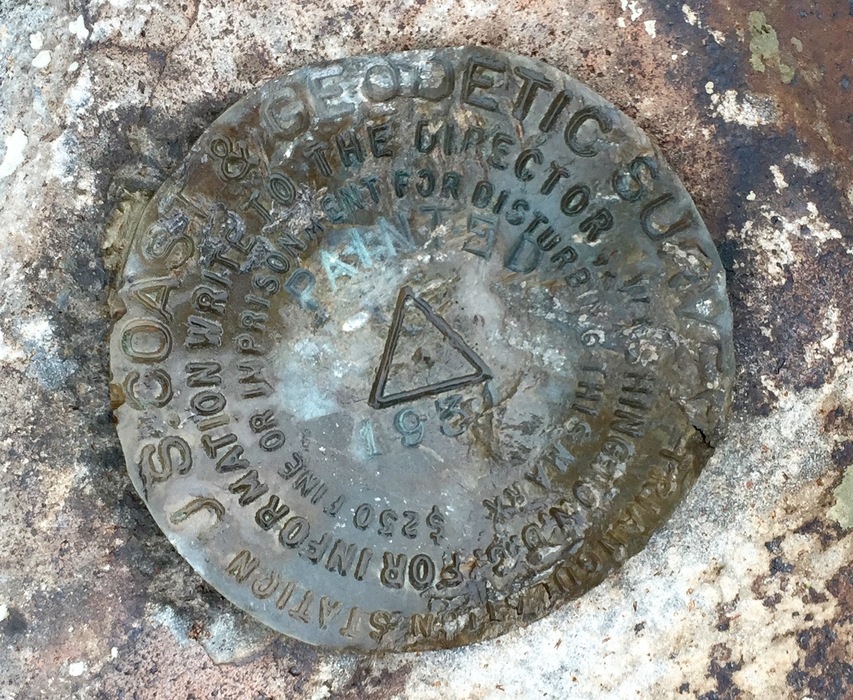 U.S. COAST & GEODETIC SURVEY
TRIANGULATION STATION
FOR INFORMATION WRITE TO THE DIRECTOR, WASHINGTON, D.C.
$250 FINE OR IMPRISONMENT FOR DISTURBING THIS MARK
PAINTED